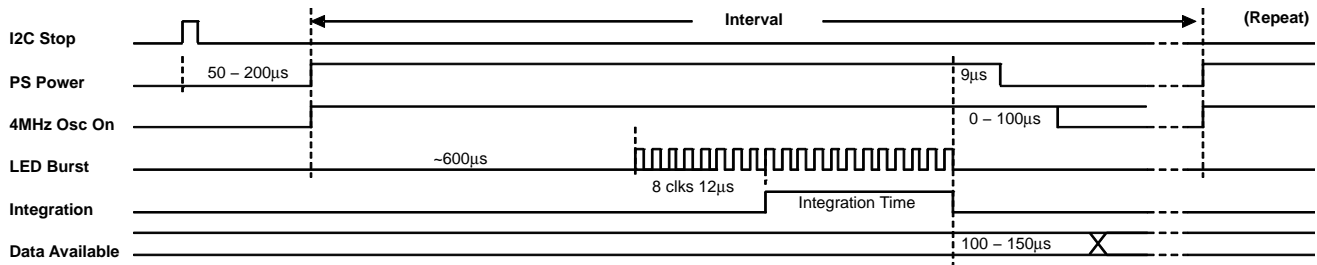 Interval
(Repeat)
I2C Stop
50 – 200µs
9µs
PS Power
4MHz Osc On
0 – 100µs
~600µs
LED Burst
8 clks 12µs
Integration
Integration Time
100 – 150µs
Data Available